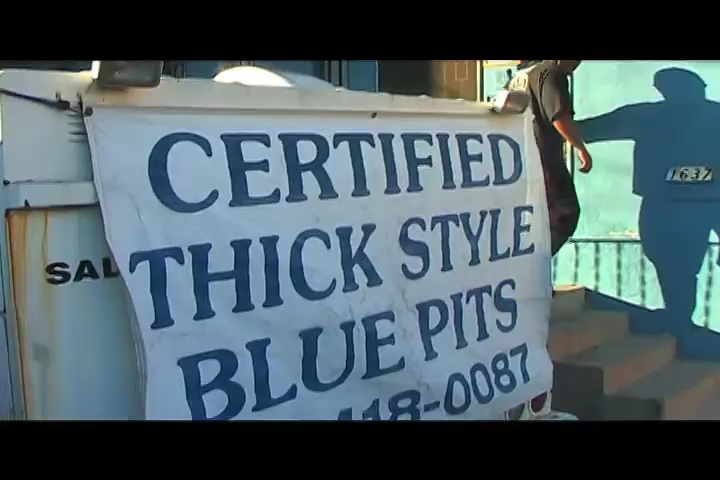 CERTIFIED
THICK STYLE
BLUE PITS
418-0087
SAL
1637